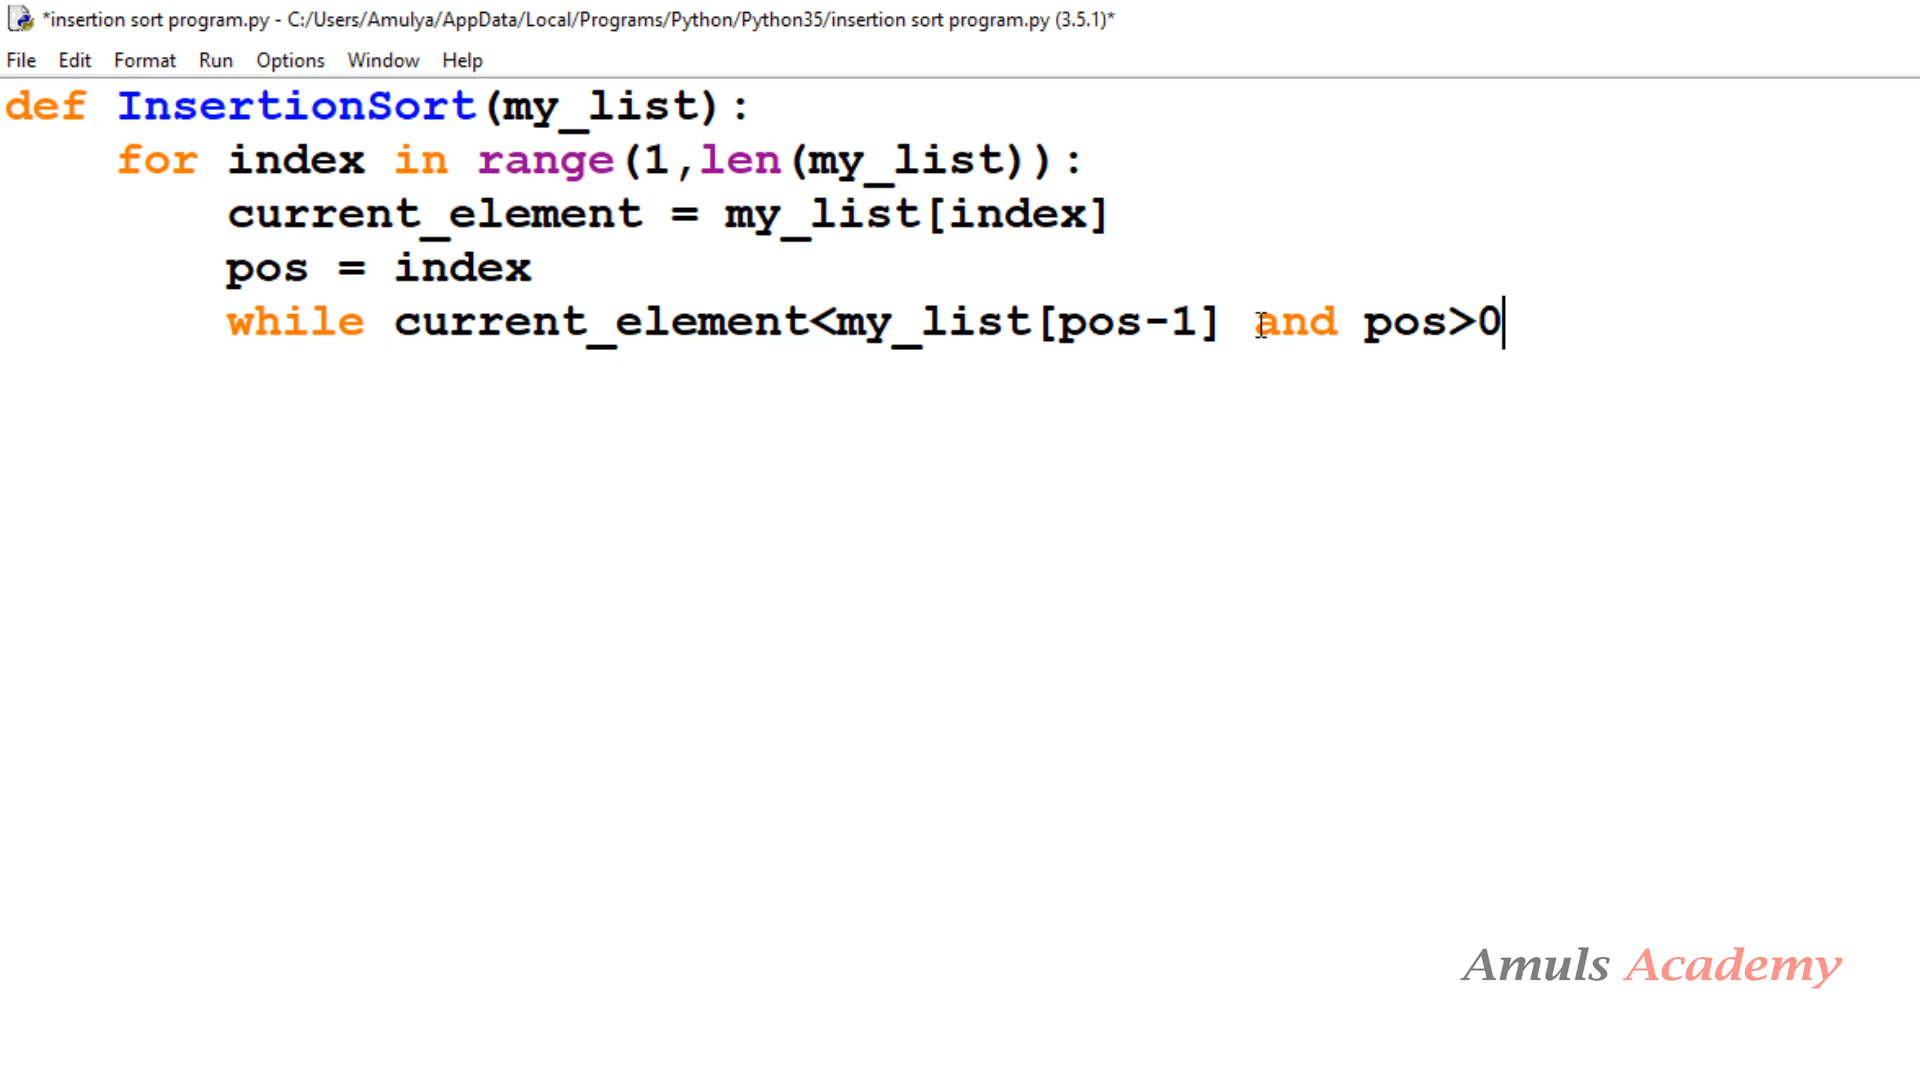 *insertion sort program.py - C:/Users/Amulya/AppData/Local/Programs/Python/Python35/insertion sort program.py (3.5.1)*
File Edit Format Run Options Window Help
def InsertionSort(my_list):
    for index in range(1,len(my_list)):
        current_element = my_list[index]
        pos = index
        while current_element<my_list[pos-1] and pos>0
Amuls Academy